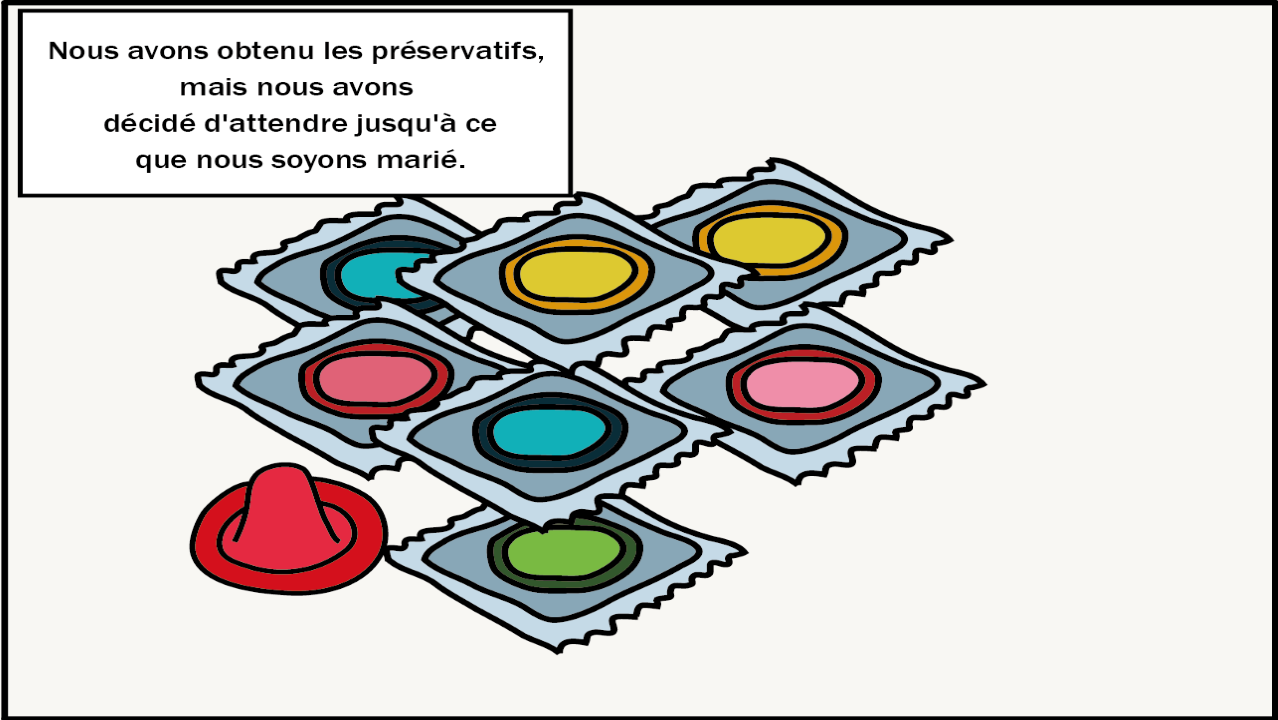 Nous avons obtenu les préservatifs,
mais nous avons
décidé d'attendre jusqu'à ce
que nous soyons marié.